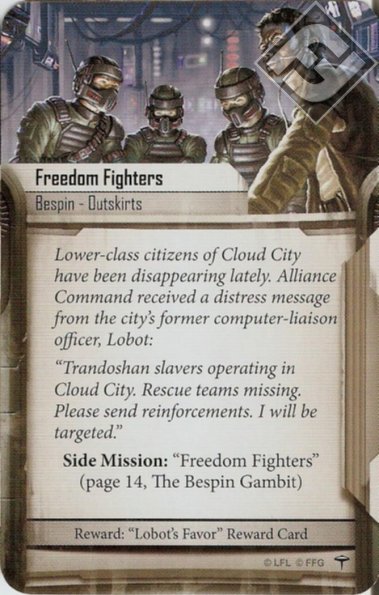 Freedom Fighters
Bespin - Outskirts
Lower-class citizens of Cloud City
have been disappearing lately. Alliance
Command received a distress message
from the city's former computer-liaison
officer, Lobot:
"Trandoshan slavers operating in
Cloud City. Rescue teams missing.
Please send reinforcements. I will be
targeted."
Side Mission: "Freedom Fighters"
(page 14, The Bespin Gambit)
Reward: "Lobot's Favor" Reward Card
© LFL © FFG